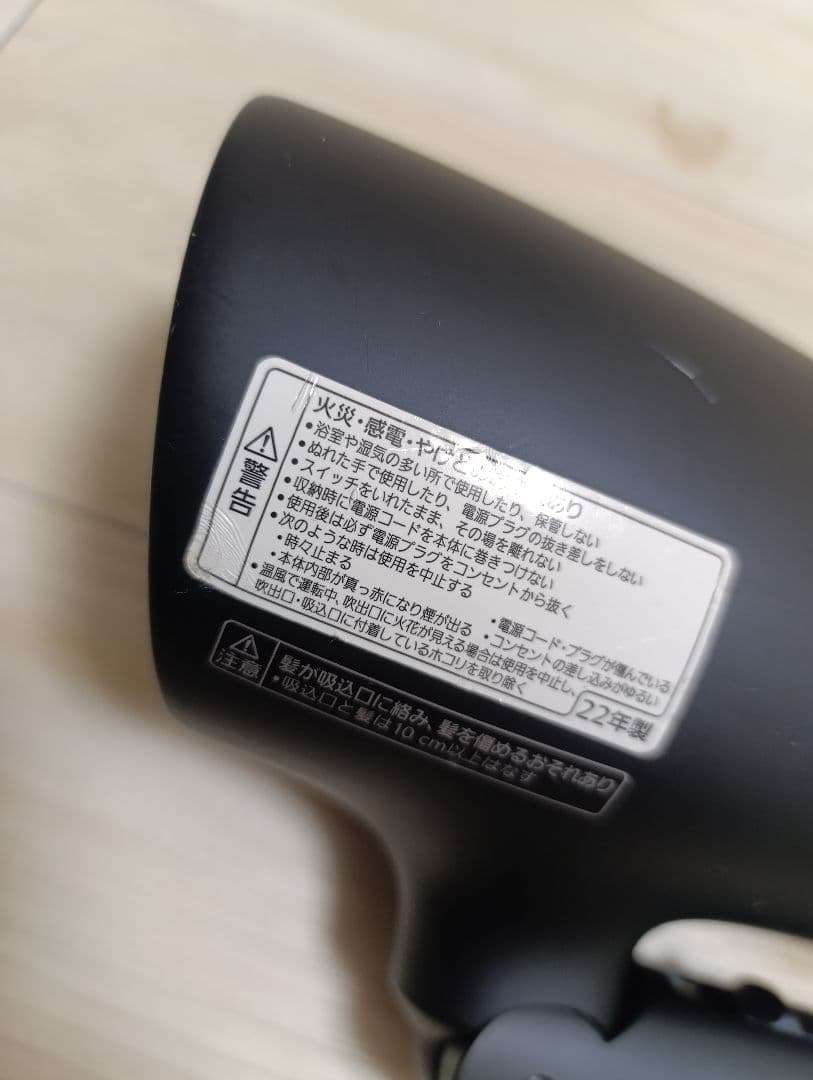 警告
火災・感電・やけどの あり
・浴室や湿気の多い所で使用したり、保管しない
・ぬれた手で使用したり、電源プラグの抜き差しをしない
・スイッチをいれたまま、その場を離れない
・収納時に電源コードを本体に巻きつけない
・使用後は必ず電源プラグをコンセントから抜く
・次のような時は使用を中止する
・時々止まる ・電源コード・プラグが傷んでいる
・本体内部が真っ赤になり煙が出る ・コンセントの差し込みがゆるい
・温風で運転中、吹出口に火花が見える場合は使用を中止し、
吹出口・吸込口に付着しているホコリを取り除く
22年製
注意
髪が吸込口に絡み、髪を傷めるおそれあり
・吸込口と髪は10 cm以上はなす